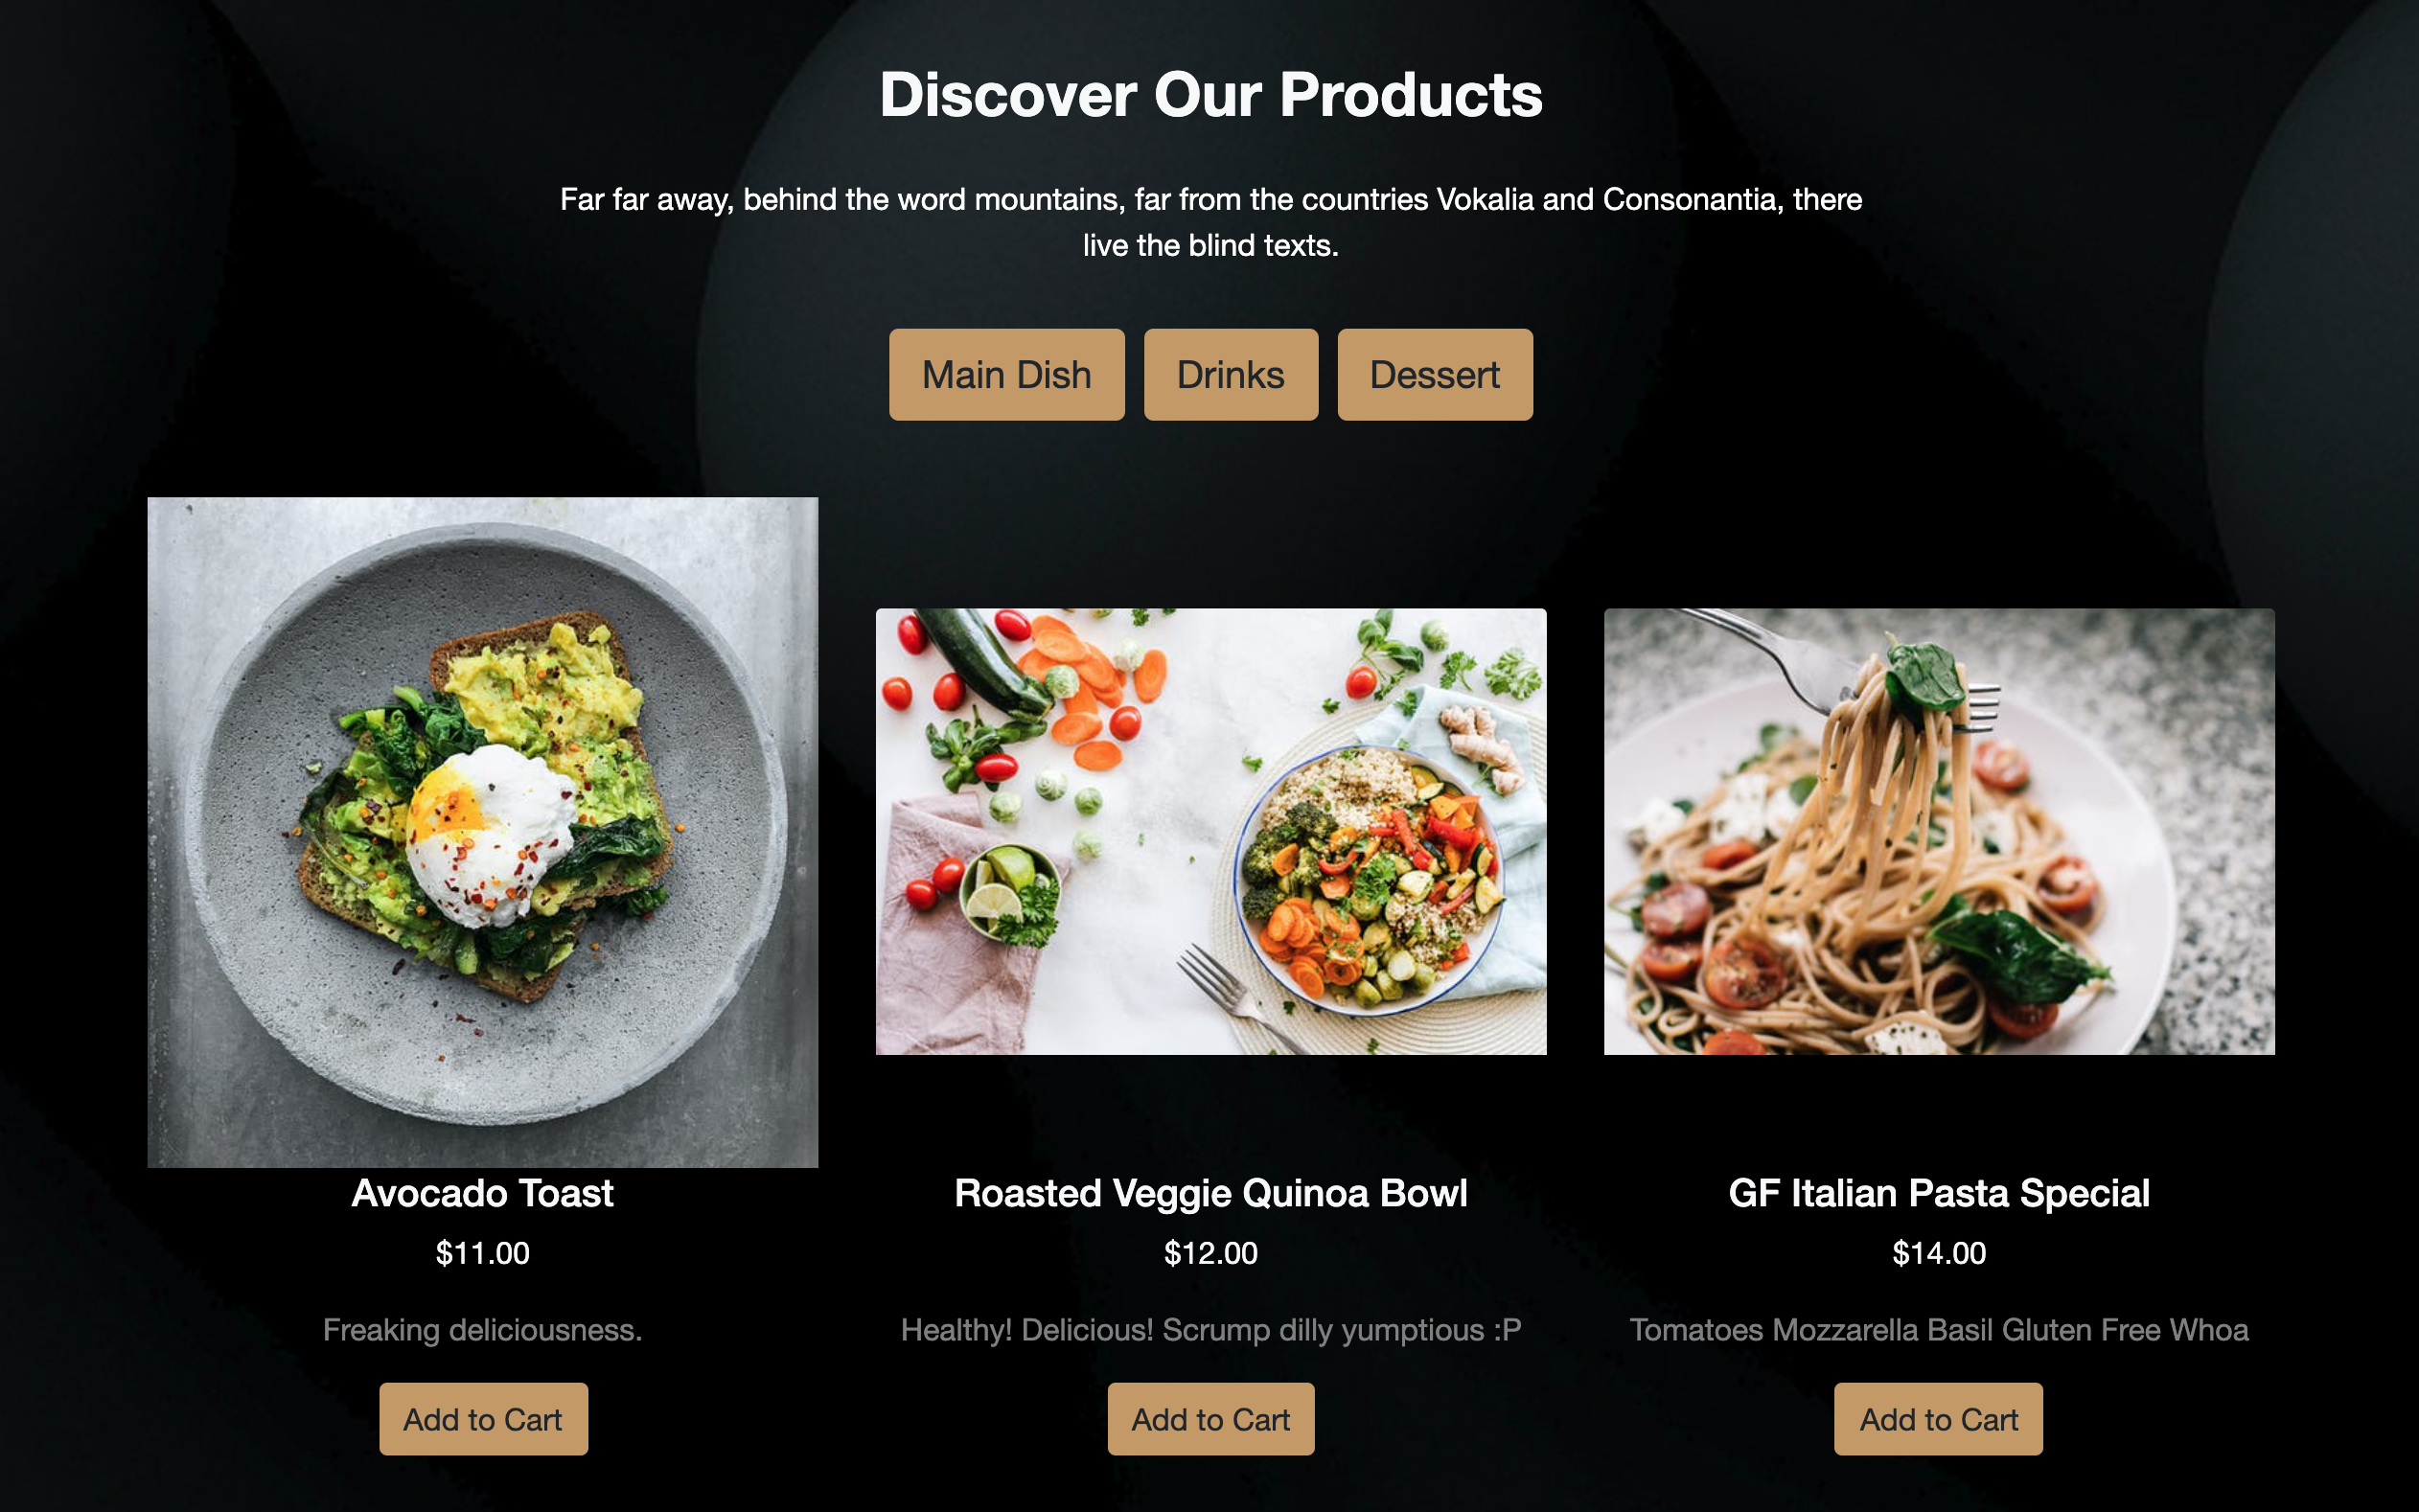 Discover Our Products
Far far away, behind the word mountains, far from the countries Vokalia and Consonantia, there
live the blind texts.
Main Dish
Drinks
Dessert
Avocado Toast
$11.00
Freaking deliciousness.
Add to Cart
Roasted Veggie Quinoa Bowl
$12.00
Healthy! Delicious! Scrump dilly yumptious :P
Add to Cart
GF Italian Pasta Special
$14.00
Tomatoes Mozzarella Basil Gluten Free Whoa
Add to Cart